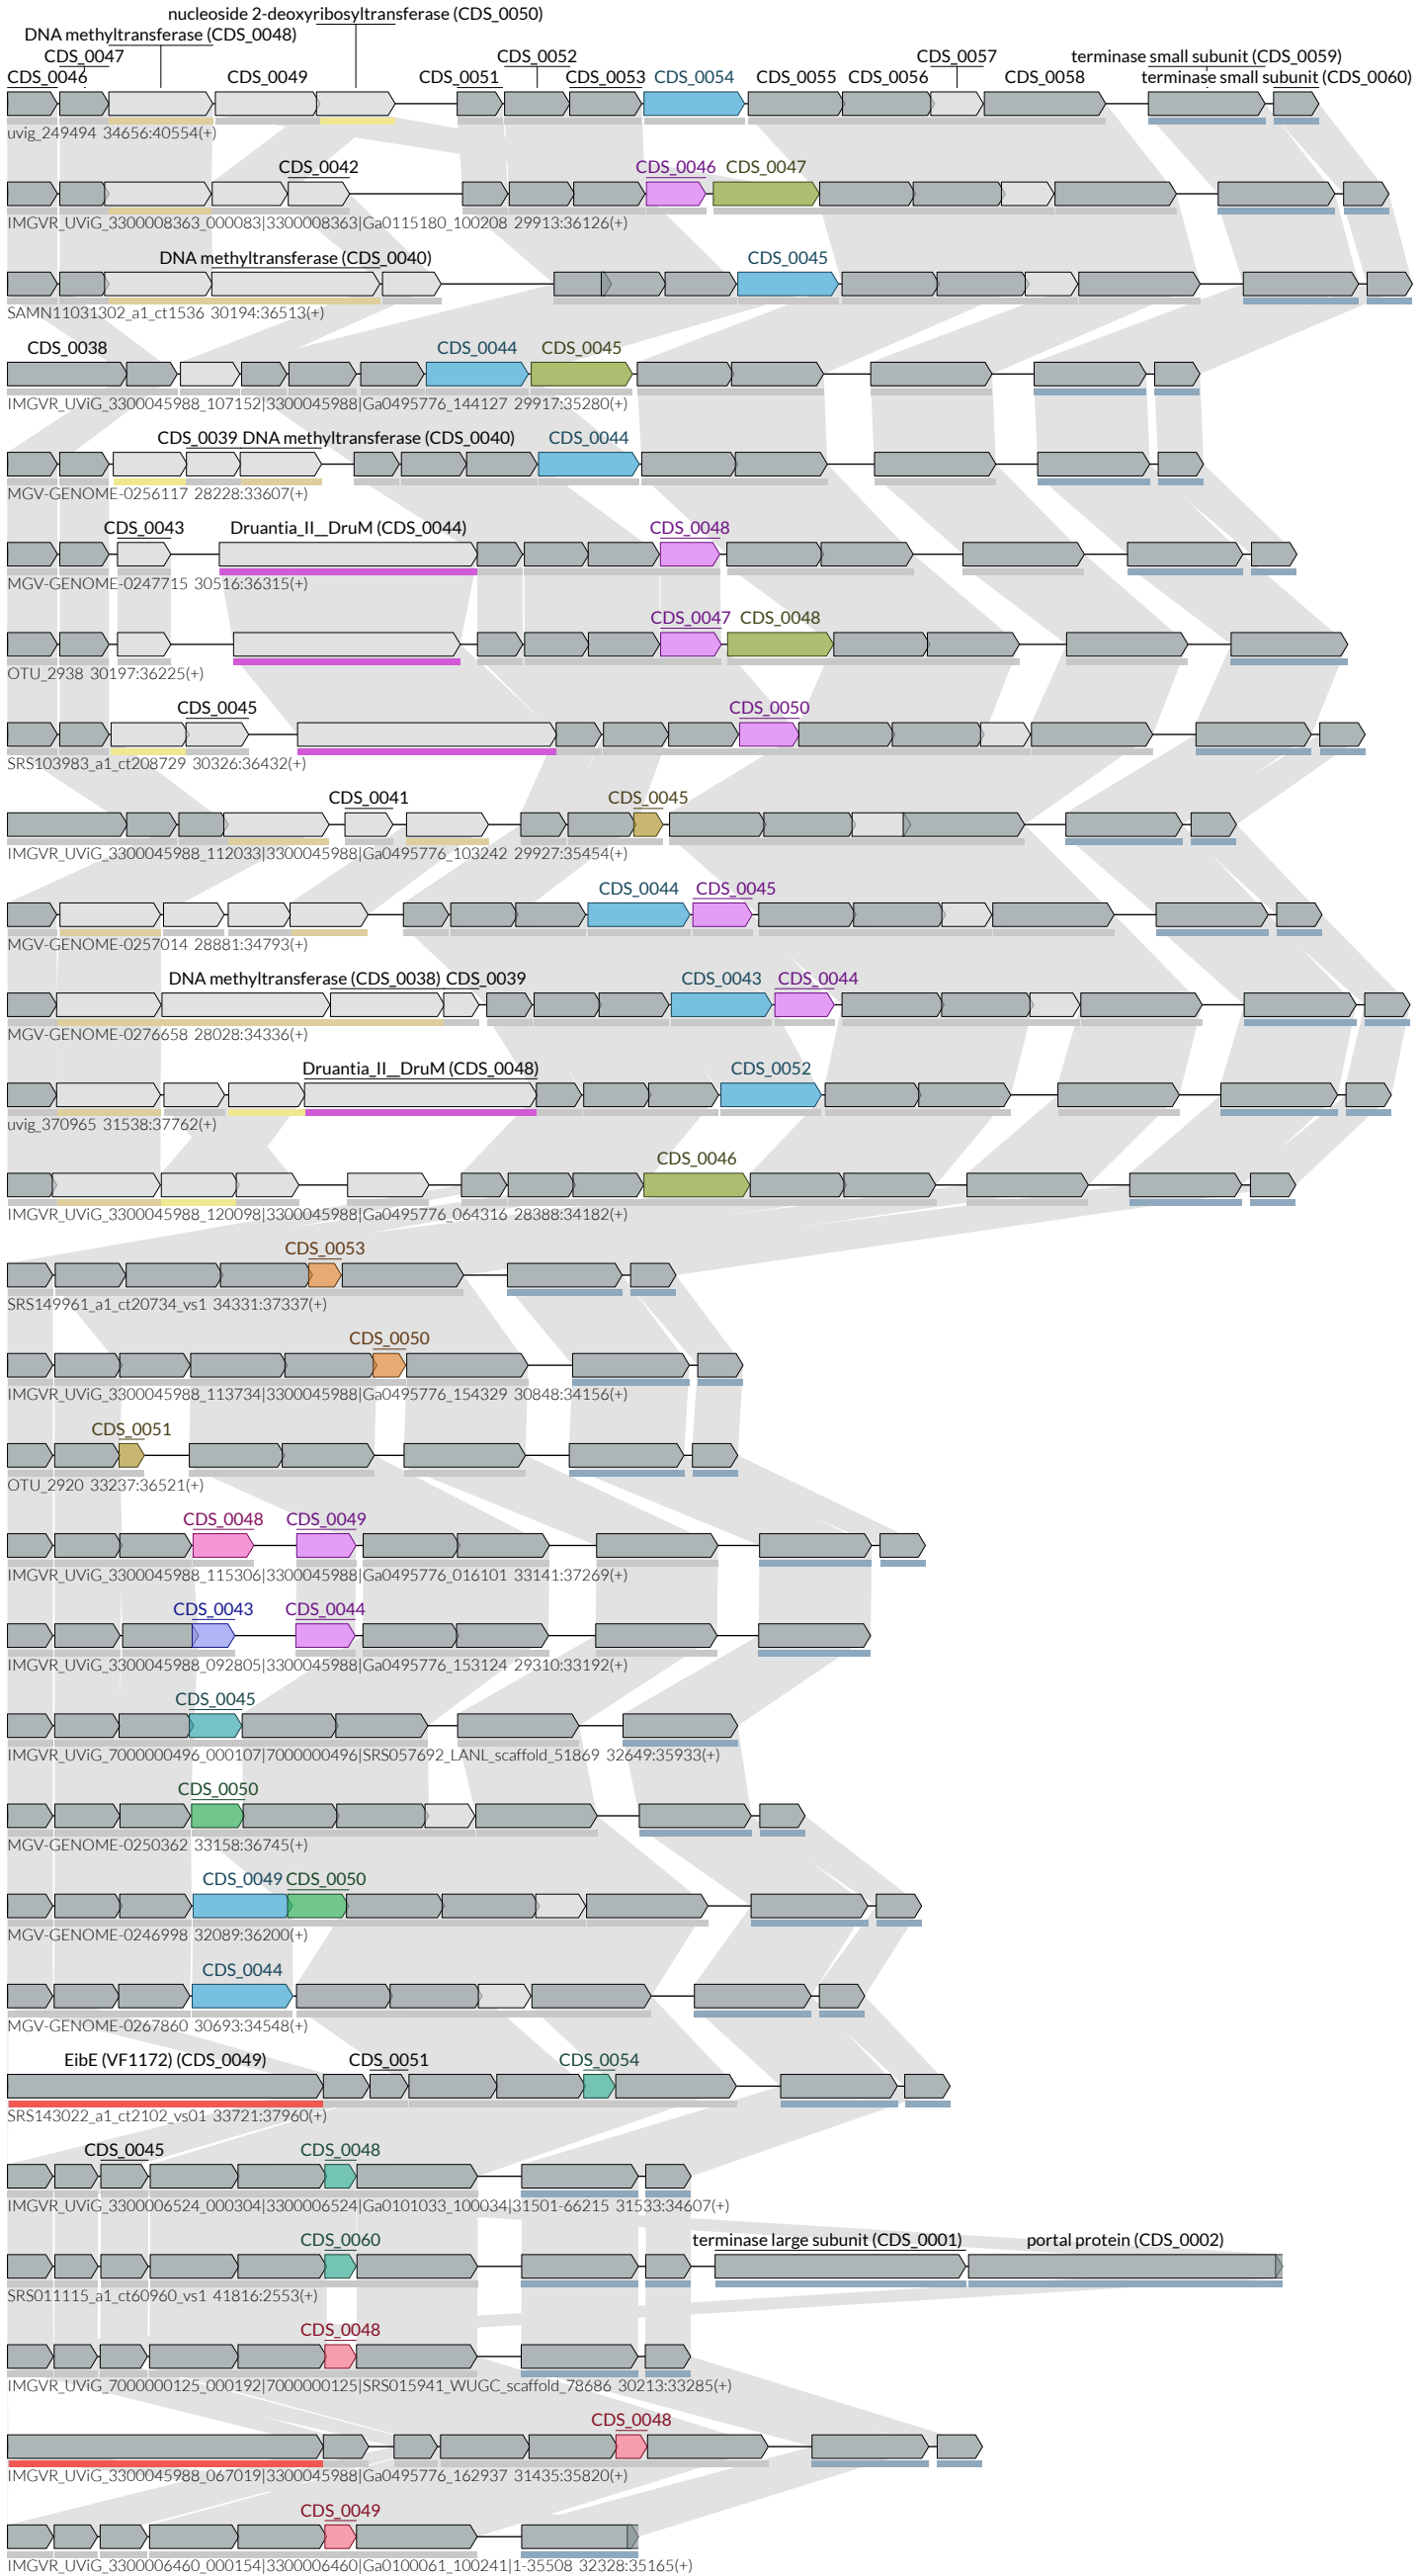 nucleoside 2-deoxyribosyltransferase (CDS_0050)
DNA methyltransferase (CDS_0048)
CDS_0047 CDS_0052 CDS_0057 terminase small subunit (CDS_0059)
CDS_0046 CDS_0049 CDS_0051 CDS_0053 CDS_0054 CDS_0055 CDS_0056 CDS_0058 terminase small subunit (CDS_0060)
uvig_249494 34656:40554(+)
CDS_0042 CDS_0046 CDS_0047
IMGVR_UViG_3300008363_000083|3300008363|Ga0115180_100208 29913:36126(+)
DNA methyltransferase (CDS_0040) CDS_0045
SAMN11031302_a1_ct1536 30194:36513(+)
CDS_0038 CDS_0044 CDS_0045
IMGVR_UViG_3300045988_107152|3300045988|Ga0495776_144127 29917:35280(+)
CDS_0039 DNA methyltransferase (CDS_0040) CDS_0044
MGV-GENOME-0256117 28228:33607(+)
CDS_0043 Druantia_II__DruM (CDS_0044) CDS_0048
MGV-GENOME-0247715 30516:36315(+)
CDS_0047 CDS_0048
OTU_2938 30197:36225(+)
CDS_0045 CDS_0050
SRS103983_a1_ct208729 30326:36432(+)
CDS_0041 CDS_0045
IMGVR_UViG_3300045988_112033|3300045988|Ga0495776_103242 29927:35454(+)
CDS_0044 CDS_0045
MGV-GENOME-0257014 28881:34793(+)
DNA methyltransferase (CDS_0038) CDS_0039 CDS_0043 CDS_0044
MGV-GENOME-0276658 28028:34336(+)
Druantia_II__DruM (CDS_0048) CDS_0052
uvig_370965 31538:37762(+)
CDS_0046
IMGVR_UViG_3300045988_120098|3300045988|Ga0495776_064316 28388:34182(+)
CDS_0053
SRS149961_a1_ct20734_vs1 34331:37337(+)
CDS_0050
IMGVR_UViG_3300045988_113734|3300045988|Ga0495776_154329 30848:34156(+)
CDS_0051
OTU_2920 33237:36521(+)
CDS_0048 CDS_0049
IMGVR_UViG_3300045988_115306|3300045988|Ga0495776_016101 33141:37269(+)
CDS_0043 CDS_0044
IMGVR_UViG_3300045988_092805|3300045988|Ga0495776_153124 29310:33192(+)
CDS_0045
IMGVR_UViG_7000000496_000107|7000000496|SRS057692_LANL_scaffold_51869 32649:35933(+)
CDS_0050
MGV-GENOME-0250362 33158:36745(+)
CDS_0049 CDS_0050
MGV-GENOME-0246998 32089:36200(+)
CDS_0044
MGV-GENOME-0267860 30693:34548(+)
EibE (VF1172) (CDS_0049) CDS_0051 CDS_0054
SRS143022_a1_ct2102_vs01 33721:37960(+)
CDS_0045 CDS_0048
IMGVR_UViG_3300006524_000304|3300006524|Ga0101033_100034|31501-66215 31533:34607(+)
CDS_0060 terminase large subunit (CDS_0001) portal protein (CDS_0002)
SRS011115_a1_ct60960_vs1 41816:2553(+)
CDS_0048
IMGVR_UViG_7000000125_000192|7000000125|SRS015941_WUGC_scaffold_78686 30213:33285(+)
CDS_0048
IMGVR_UViG_3300045988_067019|3300045988|Ga0495776_162937 31435:35820(+)
CDS_0049
IMGVR_UViG_3300006460_000154|3300006460|Ga0100061_100241|1-35508 32328:35165(+)